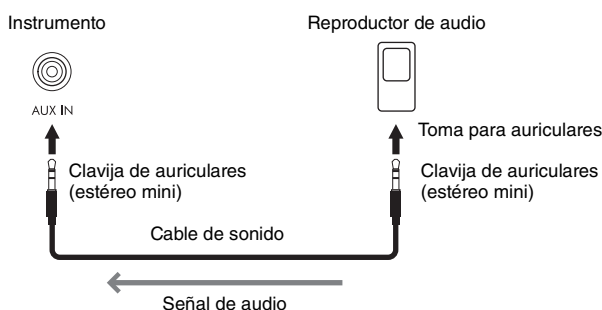 Instrumento
Reproductor de audio
AUX IN
Toma para auriculares
Clavija de auriculares
(estéreo mini)
Clavija de auriculares
(estéreo mini)
Cable de sonido
Señal de audio